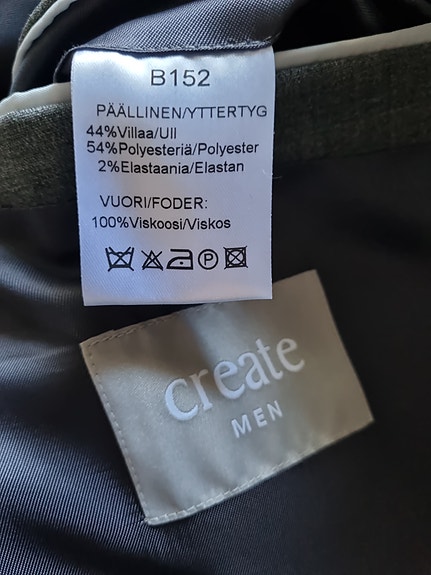 B152
PÄÄLLINEN/YTTERTYG
44%Villaa/Ull
54%Polyesteriä/Polyester
2%Elastaania/Elastan
VUORI/FODER:
100%Viskoosi/Viskos
P
create
MEN